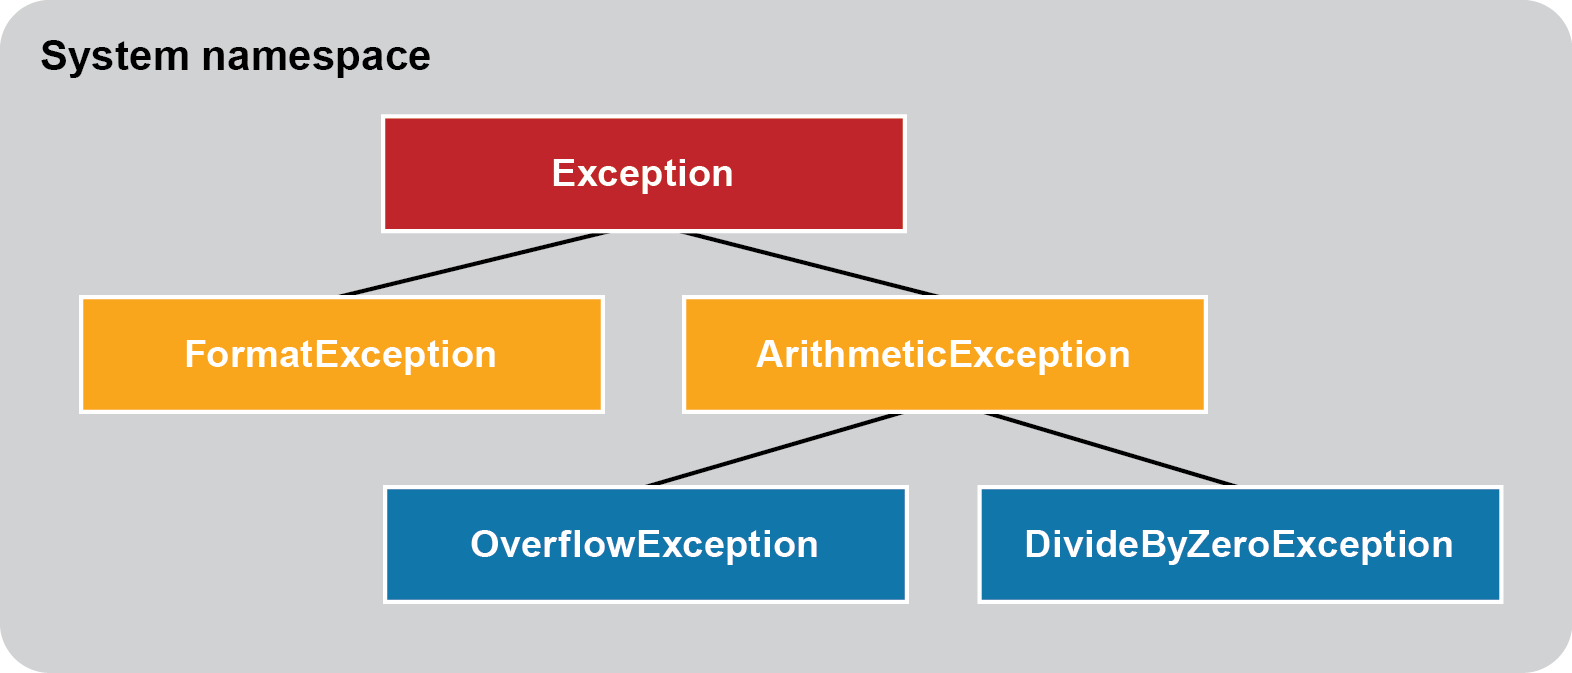 System namespace
Exception
FormatException
ArithmeticException
OverflowException
DivideByZeroException